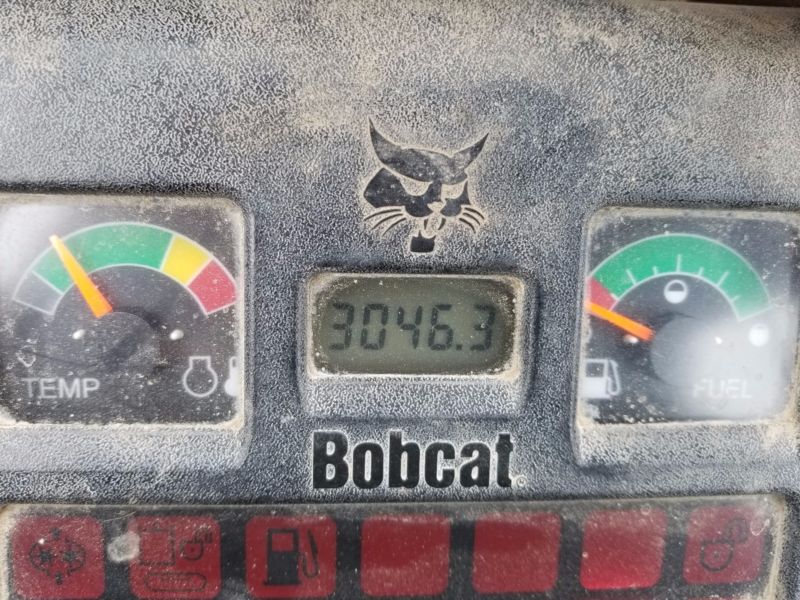 3046.3
TEMP
FUEL
Bobcat